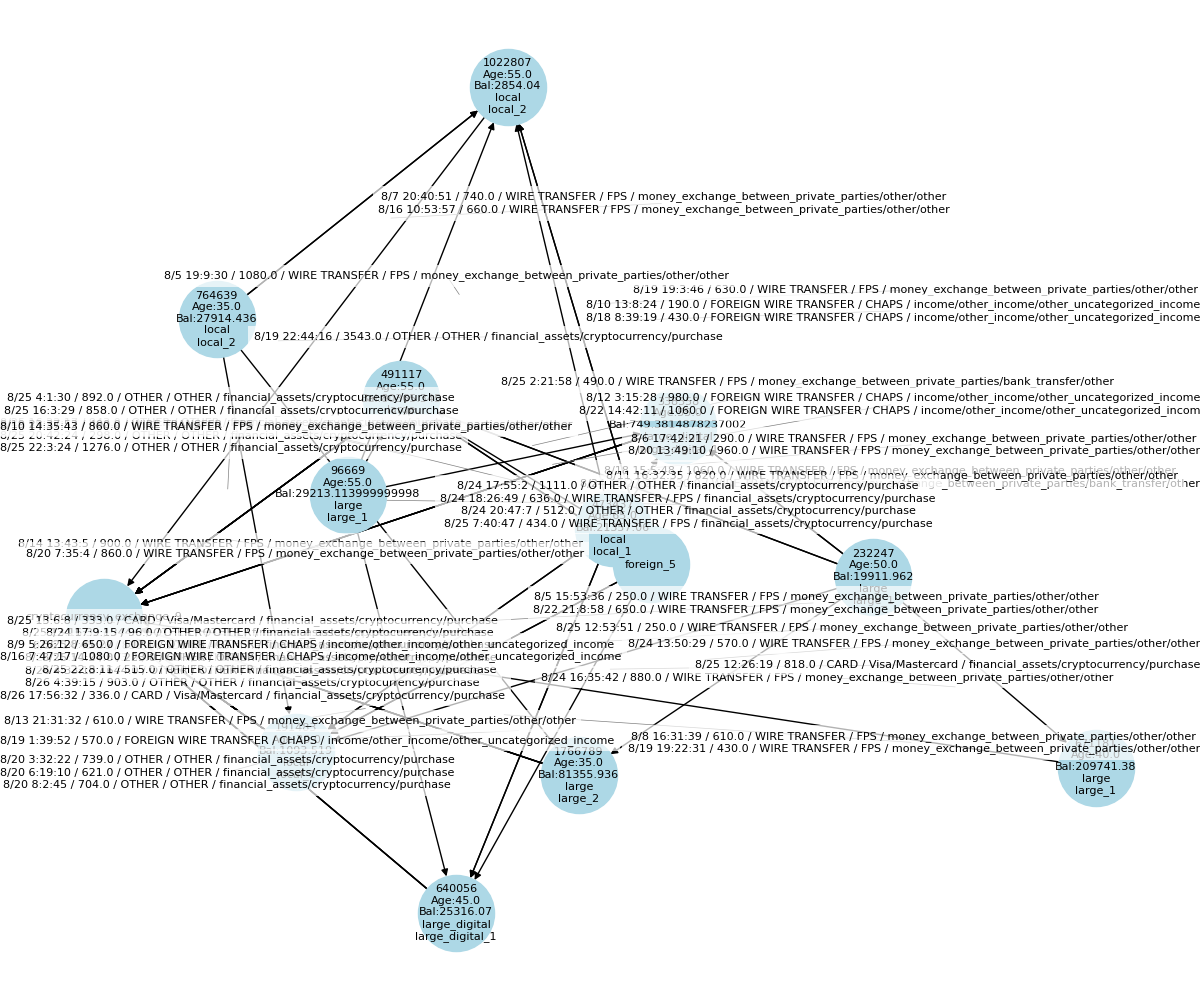 1022807
Age:55.0
Bal:2854.04
local
local_2
8/7 20:40:51 / 740.0 / WIRE TRANSFER / FPS / money_exchange_between_private_parties/other/other
8/16 10:53:57 / 660.0 / WIRE TRANSFER / FPS / money_exchange_between_private_parties/other/other
8/5 19:9:30 / 1080.0 / WIRE TRANSFER / FPS / money_exchange_between_private_parties/other/other
8/19 19:3:46 / 630.0 / WIRE TRANSFER / FPS / money_exchange_between_private_parties/other/other
764639
Age:35.0
Bal:27914.436
local
local_2
8/10 13:8:24 / 190.0 / FOREIGN WIRE TRANSFER / CHAPS / income/other_income/other_uncategorized_income
8/18 8:39:19 / 430.0 / FOREIGN WIRE TRANSFER / CHAPS / income/other_income/other_uncategorized_income
8/19 22:44:16 / 3543.0 / OTHER / OTHER / financial_assets/cryptocurrency/purchase
491117
Age:55.0
8/25 2:21:58 / 490.0 / WIRE TRANSFER / FPS / money_exchange_between_private_parties/bank_transfer/other
8/25 4:1:30 / 892.0 / OTHER / OTHER / financial_assets/cryptocurrency/purchase
8/12 3:15:28 / 980.0 / FOREIGN WIRE TRANSFER / CHAPS / income/other_income/other_uncategorized_incom
8/25 16:3:29 / 858.0 / OTHER / OTHER / financial_assets/cryptocurrency/purchase
8/22 14:42:11 / 1060.0 / FOREIGN WIRE TRANSFER / CHAPS / income/other_income/other_uncategorized_incom
8/10 14:35:43 / 860.0 / WIRE TRANSFER / FPS / money_exchange_between_private_parties/other/other
Bal:749.3814878237002
8/6 17:42:21 / 290.0 / WIRE TRANSFER / FPS / money_exchange_between_private_parties/other/other
8/25 22:3:24 / 1276.0 / OTHER / OTHER / financial_assets/cryptocurrency/purchase
8/20 13:49:10 / 960.0 / WIRE TRANSFER / FPS / money_exchange_between_private_parties/other/other
96669
Age:55.0
Bal:29213.113999999998
large
large_1
8/11 16:32:35 / 820.0 / WIRE TRANSFER / FPS / money_exchange_between_private_parties/other/other
8/24 17:55:2 / 1111.0 / OTHER / OTHER / financial_assets/cryptocurrency/purchase
8/24 18:26:49 / 636.0 / WIRE TRANSFER / FPS / financial_assets/cryptocurrency/purchase
8/24 20:47:7 / 512.0 / OTHER / OTHER / financial_assets/cryptocurrency/purchase
8/25 7:40:47 / 434.0 / WIRE TRANSFER / FPS / financial_assets/cryptocurrency/purchase
local
local_1
8/14 13:43:5 / 900.0 / WIRE TRANSFER / FPS / money_exchange_between_private_parties/other/other
8/20 7:35:4 / 860.0 / WIRE TRANSFER / FPS / money_exchange_between_private_parties/other/other
foreign_5
232247
Age:50.0
Bal:19911.962
large
8/5 15:53:36 / 250.0 / WIRE TRANSFER / FPS / money_exchange_between_private_parties/other/other
8/22 21:8:58 / 650.0 / WIRE TRANSFER / FPS / money_exchange_between_private_parties/other/other
8/25 13:6:8 / 333.0 / CARD / Visa/Mastercard / financial_assets/cryptocurrency/purchase
8/25 12:53:51 / 250.0 / WIRE TRANSFER / FPS / money_exchange_between_private_parties/other/other
8/24 17:9:15 / 96.0 / OTHER / OTHER / financial_assets/cryptocurrency/purchase
8/9 5:26:12 / 650.0 / FOREIGN WIRE TRANSFER / CHAPS / income/other_income/other_uncategorized_income
8/24 13:50:29 / 570.0 / WIRE TRANSFER / FPS / money_exchange_between_private_parties/other/other
8/16 7:47:17 / 1080.0 / FOREIGN WIRE TRANSFER / CHAPS / income/other_income/other_uncategorized_income
8/25 12:26:19 / 818.0 / CARD / Visa/Mastercard / financial_assets/cryptocurrency/purchase
8/25 22:8:11 / 515.0 / OTHER / OTHER / financial_assets/cryptocurrency/purchase
8/24 16:35:42 / 880.0 / WIRE TRANSFER / FPS / money_exchange_between_private_parties/other/other
8/26 4:39:15 / 903.0 / OTHER / OTHER / financial_assets/cryptocurrency/purchase
8/26 17:56:32 / 336.0 / CARD / Visa/Mastercard / financial_assets/cryptocurrency/purchase
8/13 21:31:32 / 610.0 / WIRE TRANSFER / FPS / money_exchange_between_private_parties/other/other
8/8 16:31:39 / 610.0 / WIRE TRANSFER / FPS / money_exchange_between_private_parties/other/other
8/19 1:39:52 / 570.0 / FOREIGN WIRE TRANSFER / CHAPS / income/other_income/other_uncategorized_income
8/19 19:22:31 / 430.0 / WIRE TRANSFER / FPS / money_exchange_between_private_parties/other/other
8/20 3:32:22 / 739.0 / OTHER / OTHER / financial_assets/cryptocurrency/purchase
8/20 6:19:10 / 621.0 / OTHER / OTHER / financial_assets/cryptocurrency/purchase
8/20 8:2:45 / 704.0 / OTHER / OTHER / financial_assets/cryptocurrency/purchase
1766789
Age:35.0
Bal:81355.936
large
large_2
Bal:209741.38
large
large_1
640056
Age:45.0
Bal:25316.07
large_digital
large_digital_1